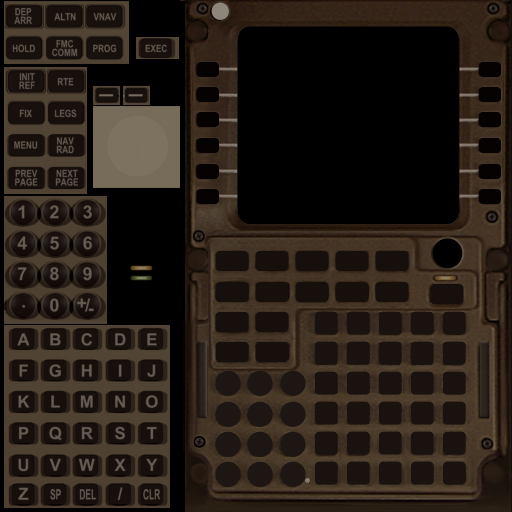 DEP
ARR
ALTN
VNAV
HOLD
FMC
COMM
PROG
EXEC
INIT
REF
RTE
FIX
LEGS
MENU
NAV
RAD
PREV
PAGE
NEXT
PAGE
1 2 3
4 5 6
7 8 9
. 0 +/-
A B C D E
F G H I J
K L M N O
P Q R S T
U V W X Y
Z SP DEL / CLR